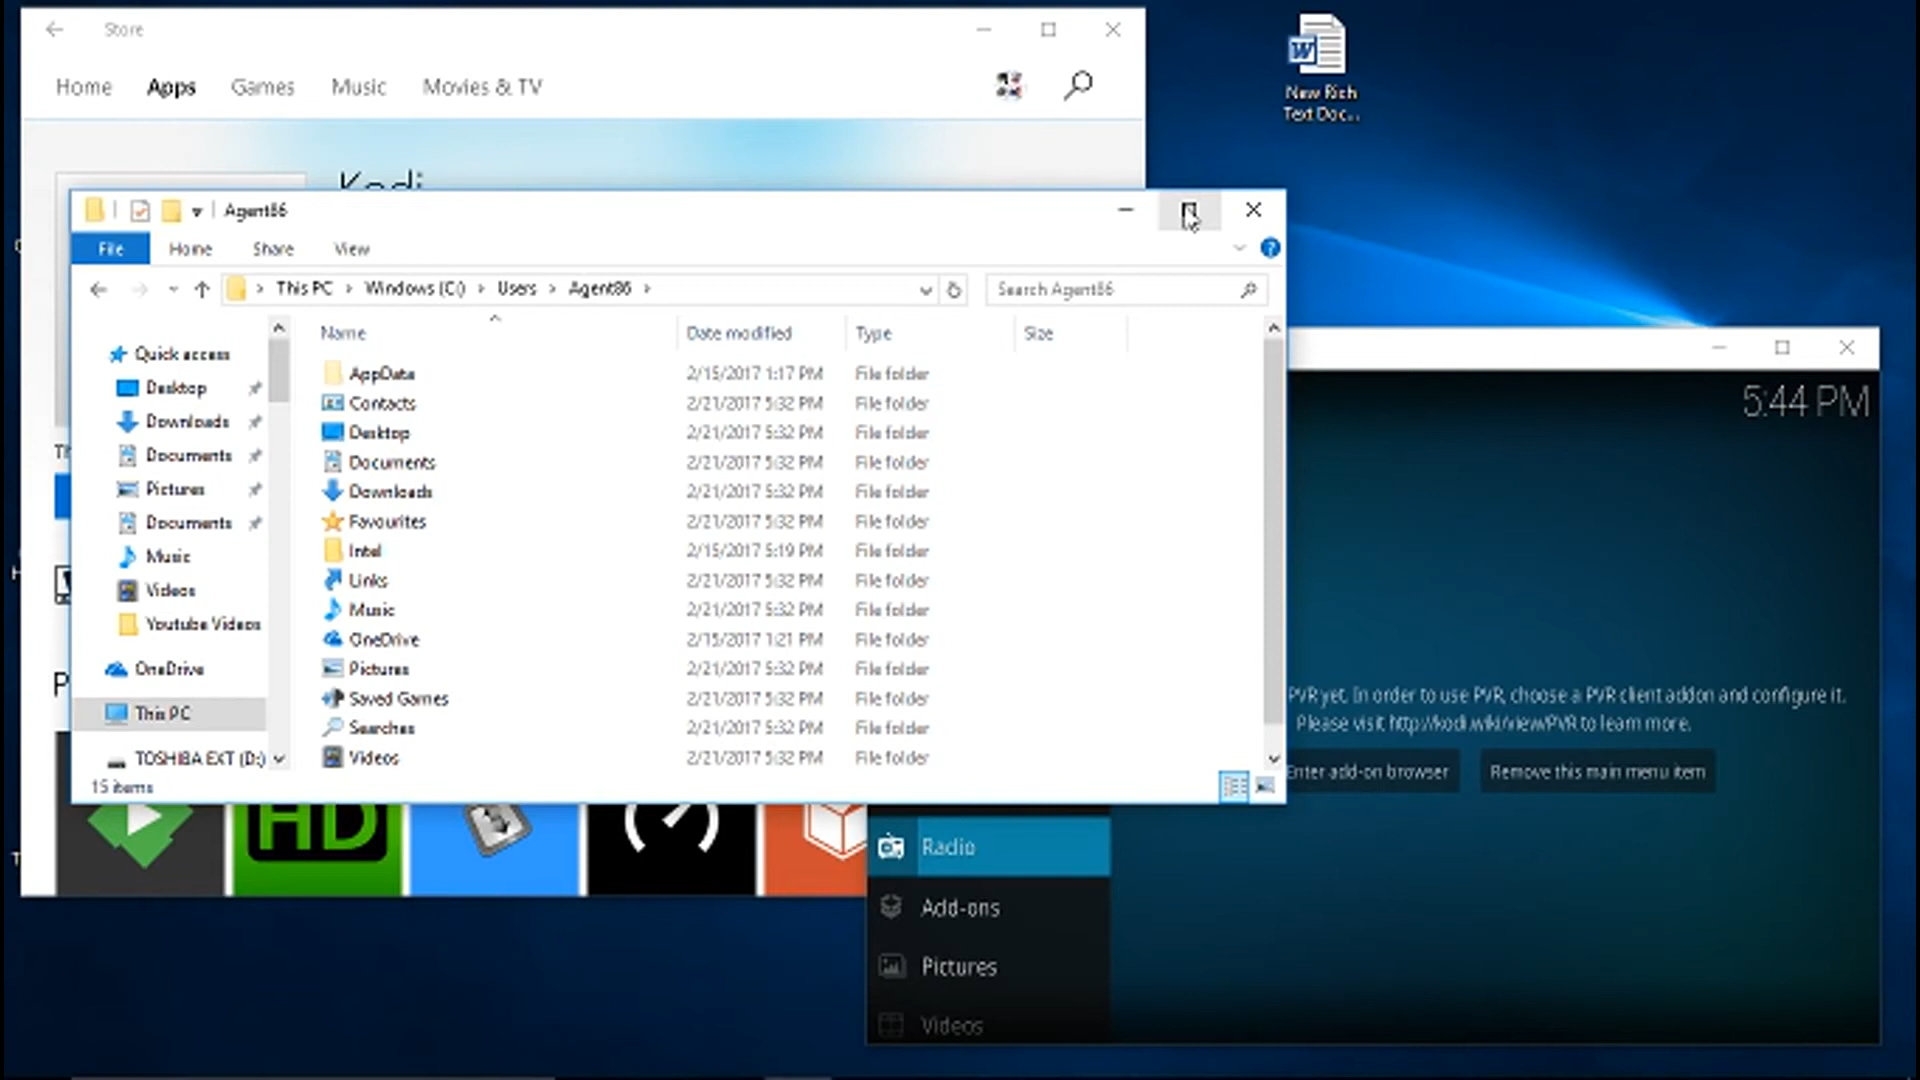 Store
Home Apps Games Music Movies & TV
New Rich
Text Doc...
Kodi
Agent86
File Home Share View
This PC Windows (C:) Users Agent86
Search Agent86
Name Date modified Type Size
Quick access
Desktop
Downloads
Documents
Pictures
Documents
Music
Videos
Youtube Videos
OneDrive
This PC
TOSHIBA EXT (D:)
AppData 2/15/2017 1:17 PM File folder
Contacts 2/21/2017 5:32 PM File folder
Desktop 2/21/2017 5:32 PM File folder
Documents 2/21/2017 5:32 PM File folder
Downloads 2/21/2017 5:32 PM File folder
Favourites 2/21/2017 5:32 PM File folder
Intel 2/15/2017 5:19 PM File folder
Links 2/21/2017 5:32 PM File folder
Music 2/21/2017 5:32 PM File folder
OneDrive 2/15/2017 1:21 PM File folder
Pictures 2/21/2017 5:32 PM File folder
Saved Games 2/21/2017 5:32 PM File folder
Searches 2/21/2017 5:32 PM File folder
Videos 2/21/2017 5:32 PM File folder
15 items
HD
5:44 PM
PVR yet. In order to use PVR, choose a PVR client addon and configure it.
Please visit http://kodi.wiki/view/PVR to learn more.
Enter add-on browser
Remove this main menu item
Radio
Add-ons
Pictures
Videos